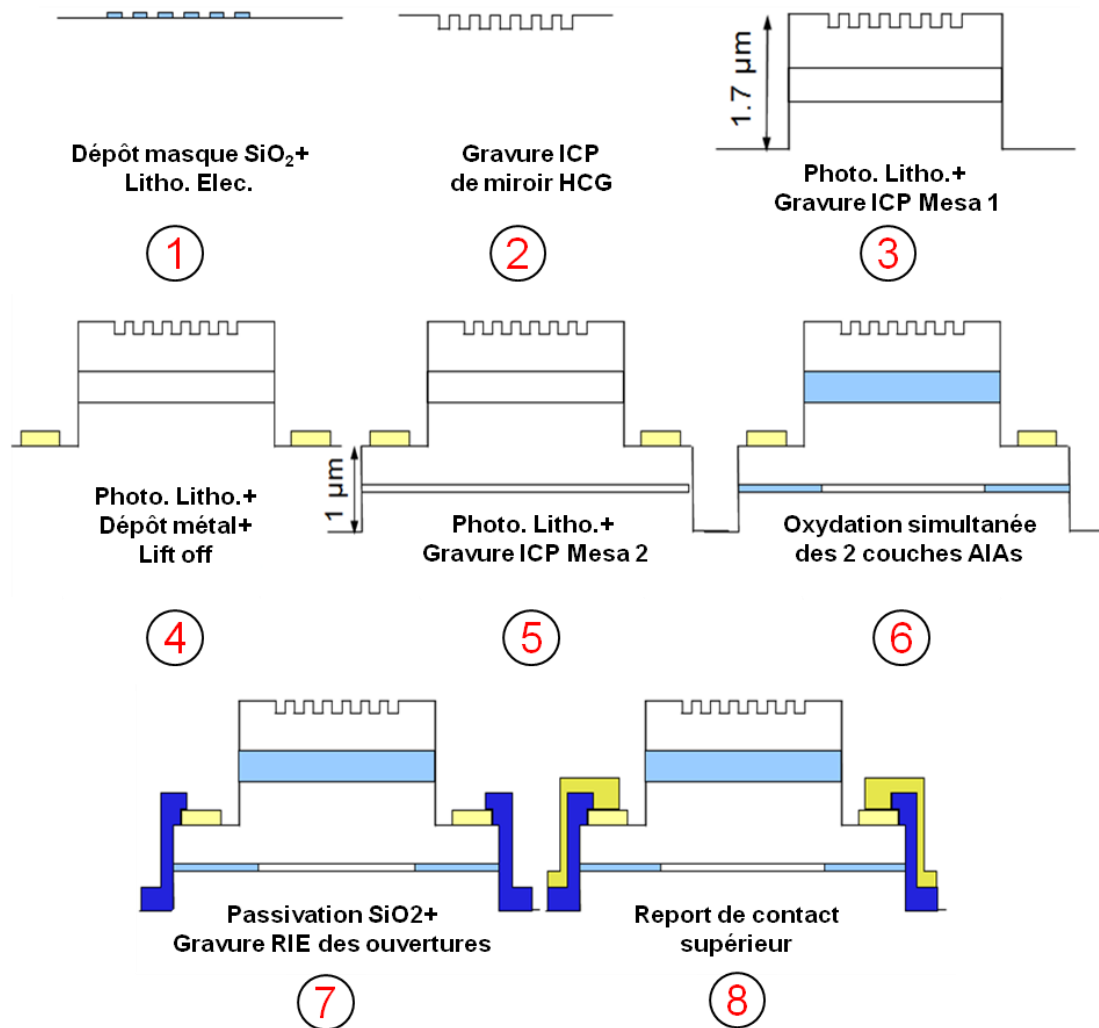 1.7 µm
Dépôt masque SiO₂+
Litho. Elec.
1
Gravure ICP
de miroir HCG
2
Photo. Litho.+
Gravure ICP Mesa 1
3
Photo. Litho.+
Dépôt métal+
Lift off
4
1 µm
Photo. Litho.+
Gravure ICP Mesa 2
5
Oxydation simultanée
des 2 couches AlAs
6
Passivation SiO2+
Gravure RIE des ouvertures
7
Report de contact
supérieur
8